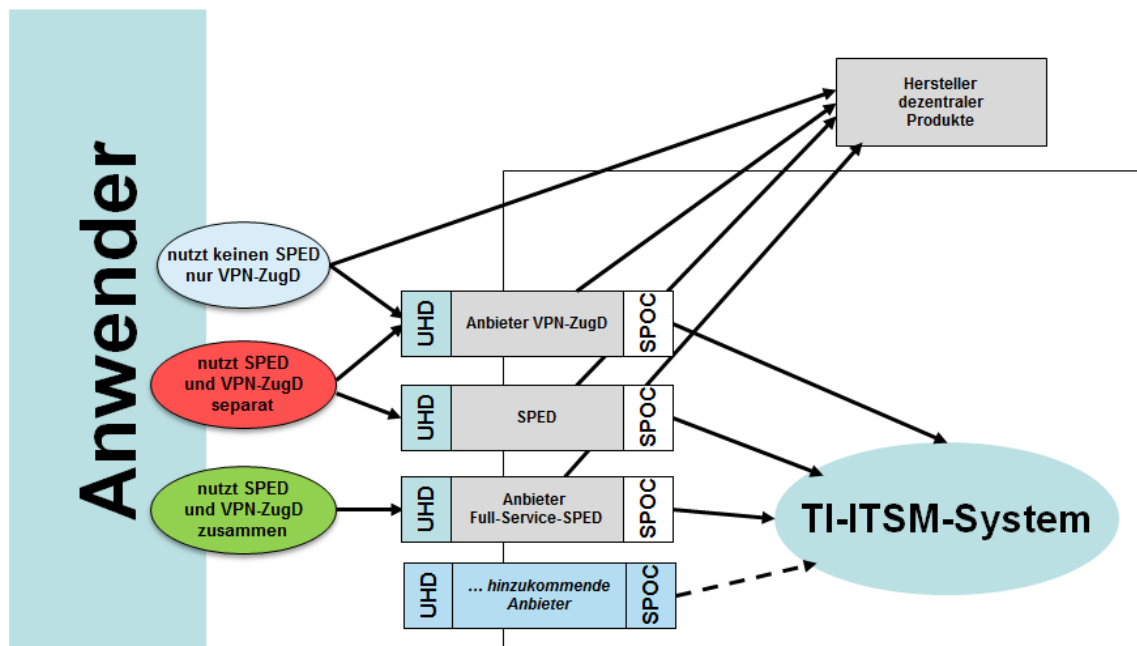 Anwender
Hersteller
dezentraler
Produkte
nutzt keinen SPED
nur VPN-ZugD
UHD
Anbieter VPN-ZugD
SPOC
nutzt SPED
und VPN-ZugD
separat
UHD
SPED
SPOC
nutzt SPED
und VPN-ZugD
zusammen
UHD
Anbieter
Full-Service-SPED
SPOC
TI-ITSM-System
UHD
... hinzukommende
Anbieter
SPOC